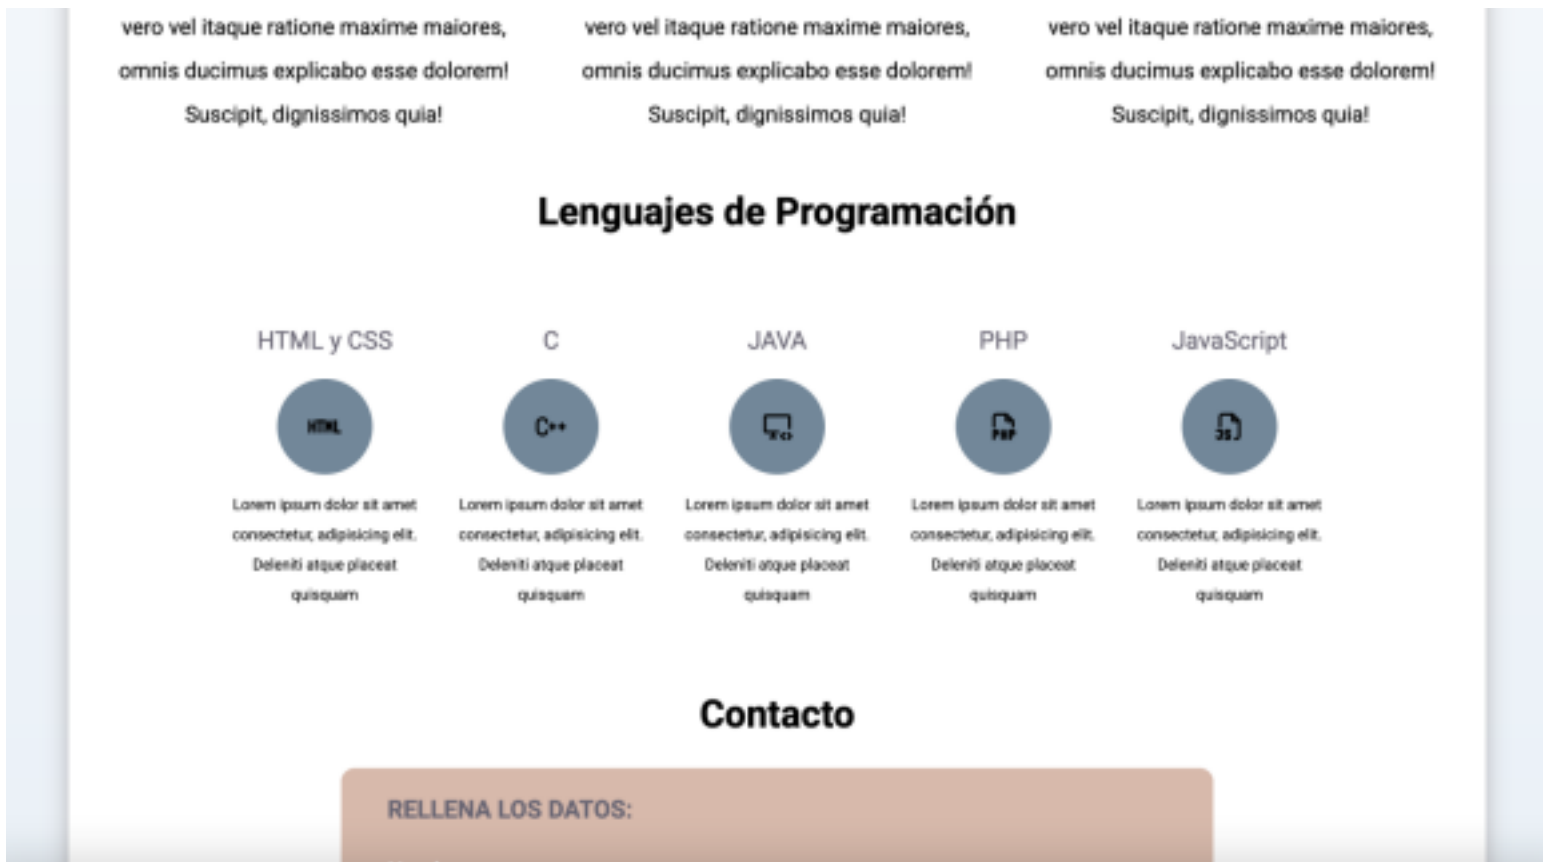 vero vel itaque ratione maxime maiores,
omnis ducimus explicabo esse dolorem!
Suscipit, dignissimos quia!
vero vel itaque ratione maxime maiores,
omnis ducimus explicabo esse dolorem!
Suscipit, dignissimos quia!
vero vel itaque ratione maxime maiores,
omnis ducimus explicabo esse dolorem!
Suscipit, dignissimos quia!
Lenguajes de Programación
HTML y CSS
HTML
Lorem ipsum dolor sit amet
consectetur, adipisicing elit.
Deleniti atque placeat
quisquam
C
C++
Lorem ipsum dolor sit amet
consectetur, adipisicing elit.
Deleniti atque placeat
quisquam
JAVA
Lorem ipsum dolor sit amet
consectetur, adipisicing elit.
Deleniti atque placeat
quisquam
PHP
PHP
Lorem ipsum dolor sit amet
consectetur, adipisicing elit.
Deleniti atque placeat
quisquam
JavaScript
JS
Lorem ipsum dolor sit amet
consectetur, adipisicing elit.
Deleniti atque placeat
quisquam
Contacto
RELLENA LOS DATOS: